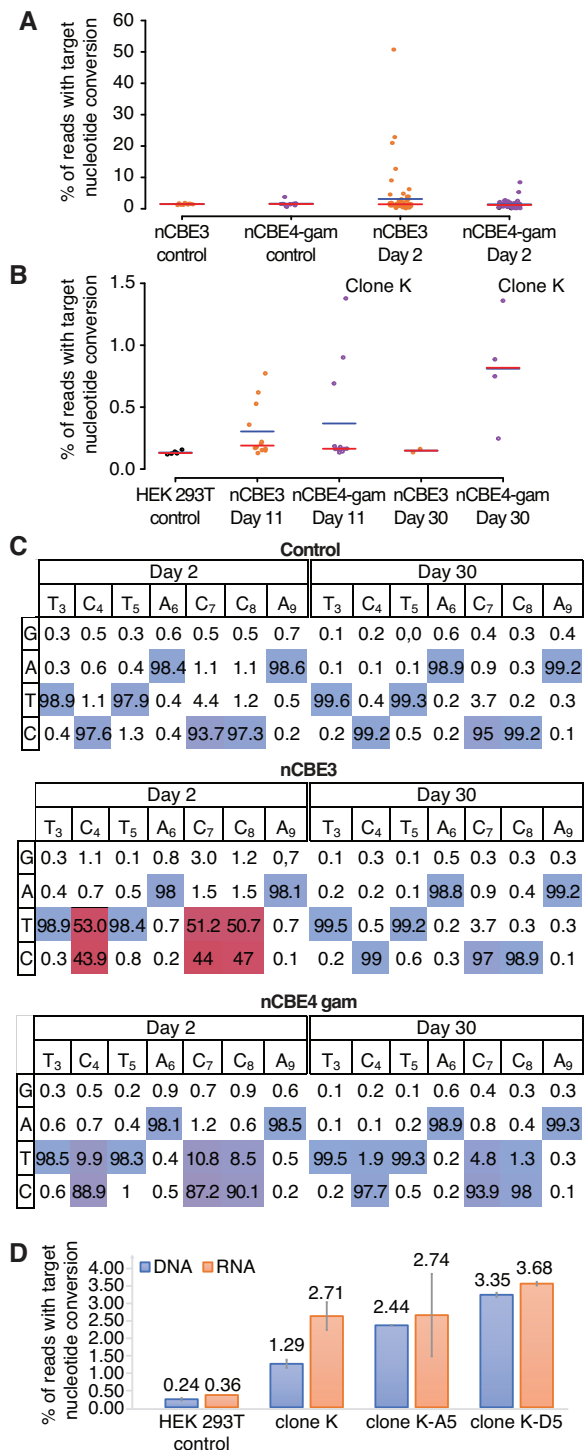 A
% of reads with target
nucleotide conversion
60
50
40
30
20
10
0
nCBE3 control
nCBE4-gam control
nCBE3 Day 2
nCBE4-gam Day 2
B
% of reads with target
nucleotide conversion
1.5
1.0
0.5
0.0
Clone K
Clone K
HEK 293T control
nCBE3 Day 11
nCBE4-gam Day 11
nCBE3 Day 30
nCBE4-gam Day 30
C
Control
Day 2 Day 30
T3 C4 T5 A6 C7 C8 A9 T3 C4 T5 A6 C7 C8 A9
G 0.3 0.5 0.3 0.6 0.5 0.5 0.7 0.1 0.2 0,0 0.6 0.4 0.3 0.4
A 0.3 0.6 0.4 98.4 1.1 1.1 98.6 0.1 0.1 0.1 98.9 0.9 0.3 99.2
T 98.9 1.1 97.9 0.4 4.4 1.2 0.5 99.6 0.4 99.3 0.2 3.7 0.2 0.3
C 0.4 97.6 1.3 0.4 93.7 97.3 0.2 0.2 99.2 0.5 0.2 95 99.2 0.1
nCBE3
Day 2 Day 30
T3 C4 T5 A6 C7 C8 A9 T3 C4 T5 A6 C7 C8 A9
G 0.3 1.1 0.1 0.8 3.0 1.2 0,7 0.1 0.3 0.1 0.5 0.3 0.3 0.1
A 0.4 0.7 0.5 98 1.5 1.5 98.1 0.2 0.2 0.1 98.8 0.9 0.4 99.2
T 98.9 53.0 98.4 0.7 51.2 50.7 0.7 99.5 0.5 99.2 0.2 3.7 0.3 0.3
C 0.3 43.9 0.8 0.2 44 47 0.1 0.2 99 0.6 0.3 97 98.9 0.1
nCBE4 gam
Day 2 Day 30
T3 C4 T5 A6 C7 C8 A9 T3 C4 T5 A6 C7 C8 A9
G 0.3 0.5 0.2 0.9 0.7 0.9 0.6 0.1 0.2 0.1 0.6 0.4 0.3 0.3
A 0.6 0.7 0.4 98.1 1.2 0.6 98.5 0.1 0.1 0.2 98.9 0.8 0.4 99.3
T 98.5 9.9 98.3 0.4 10.8 8.5 0.5 99.5 1.9 99.3 0.2 4.8 1.3 0.3
C 0.6 88.9 1 0.5 87.2 90.1 0.2 0.2 97.7 0.5 0.2 93.9 98 0.1
D
% of reads with target
nucleotide conversion
4.00
3.50
3.00
2.50
2.00
1.50
1.00
0.50
0.00
DNA RNA
0.24 0.36
1.29 2.71
2.44 2.74
3.35 3.68
HEK 293T control
clone K
clone K-A5
clone K-D5